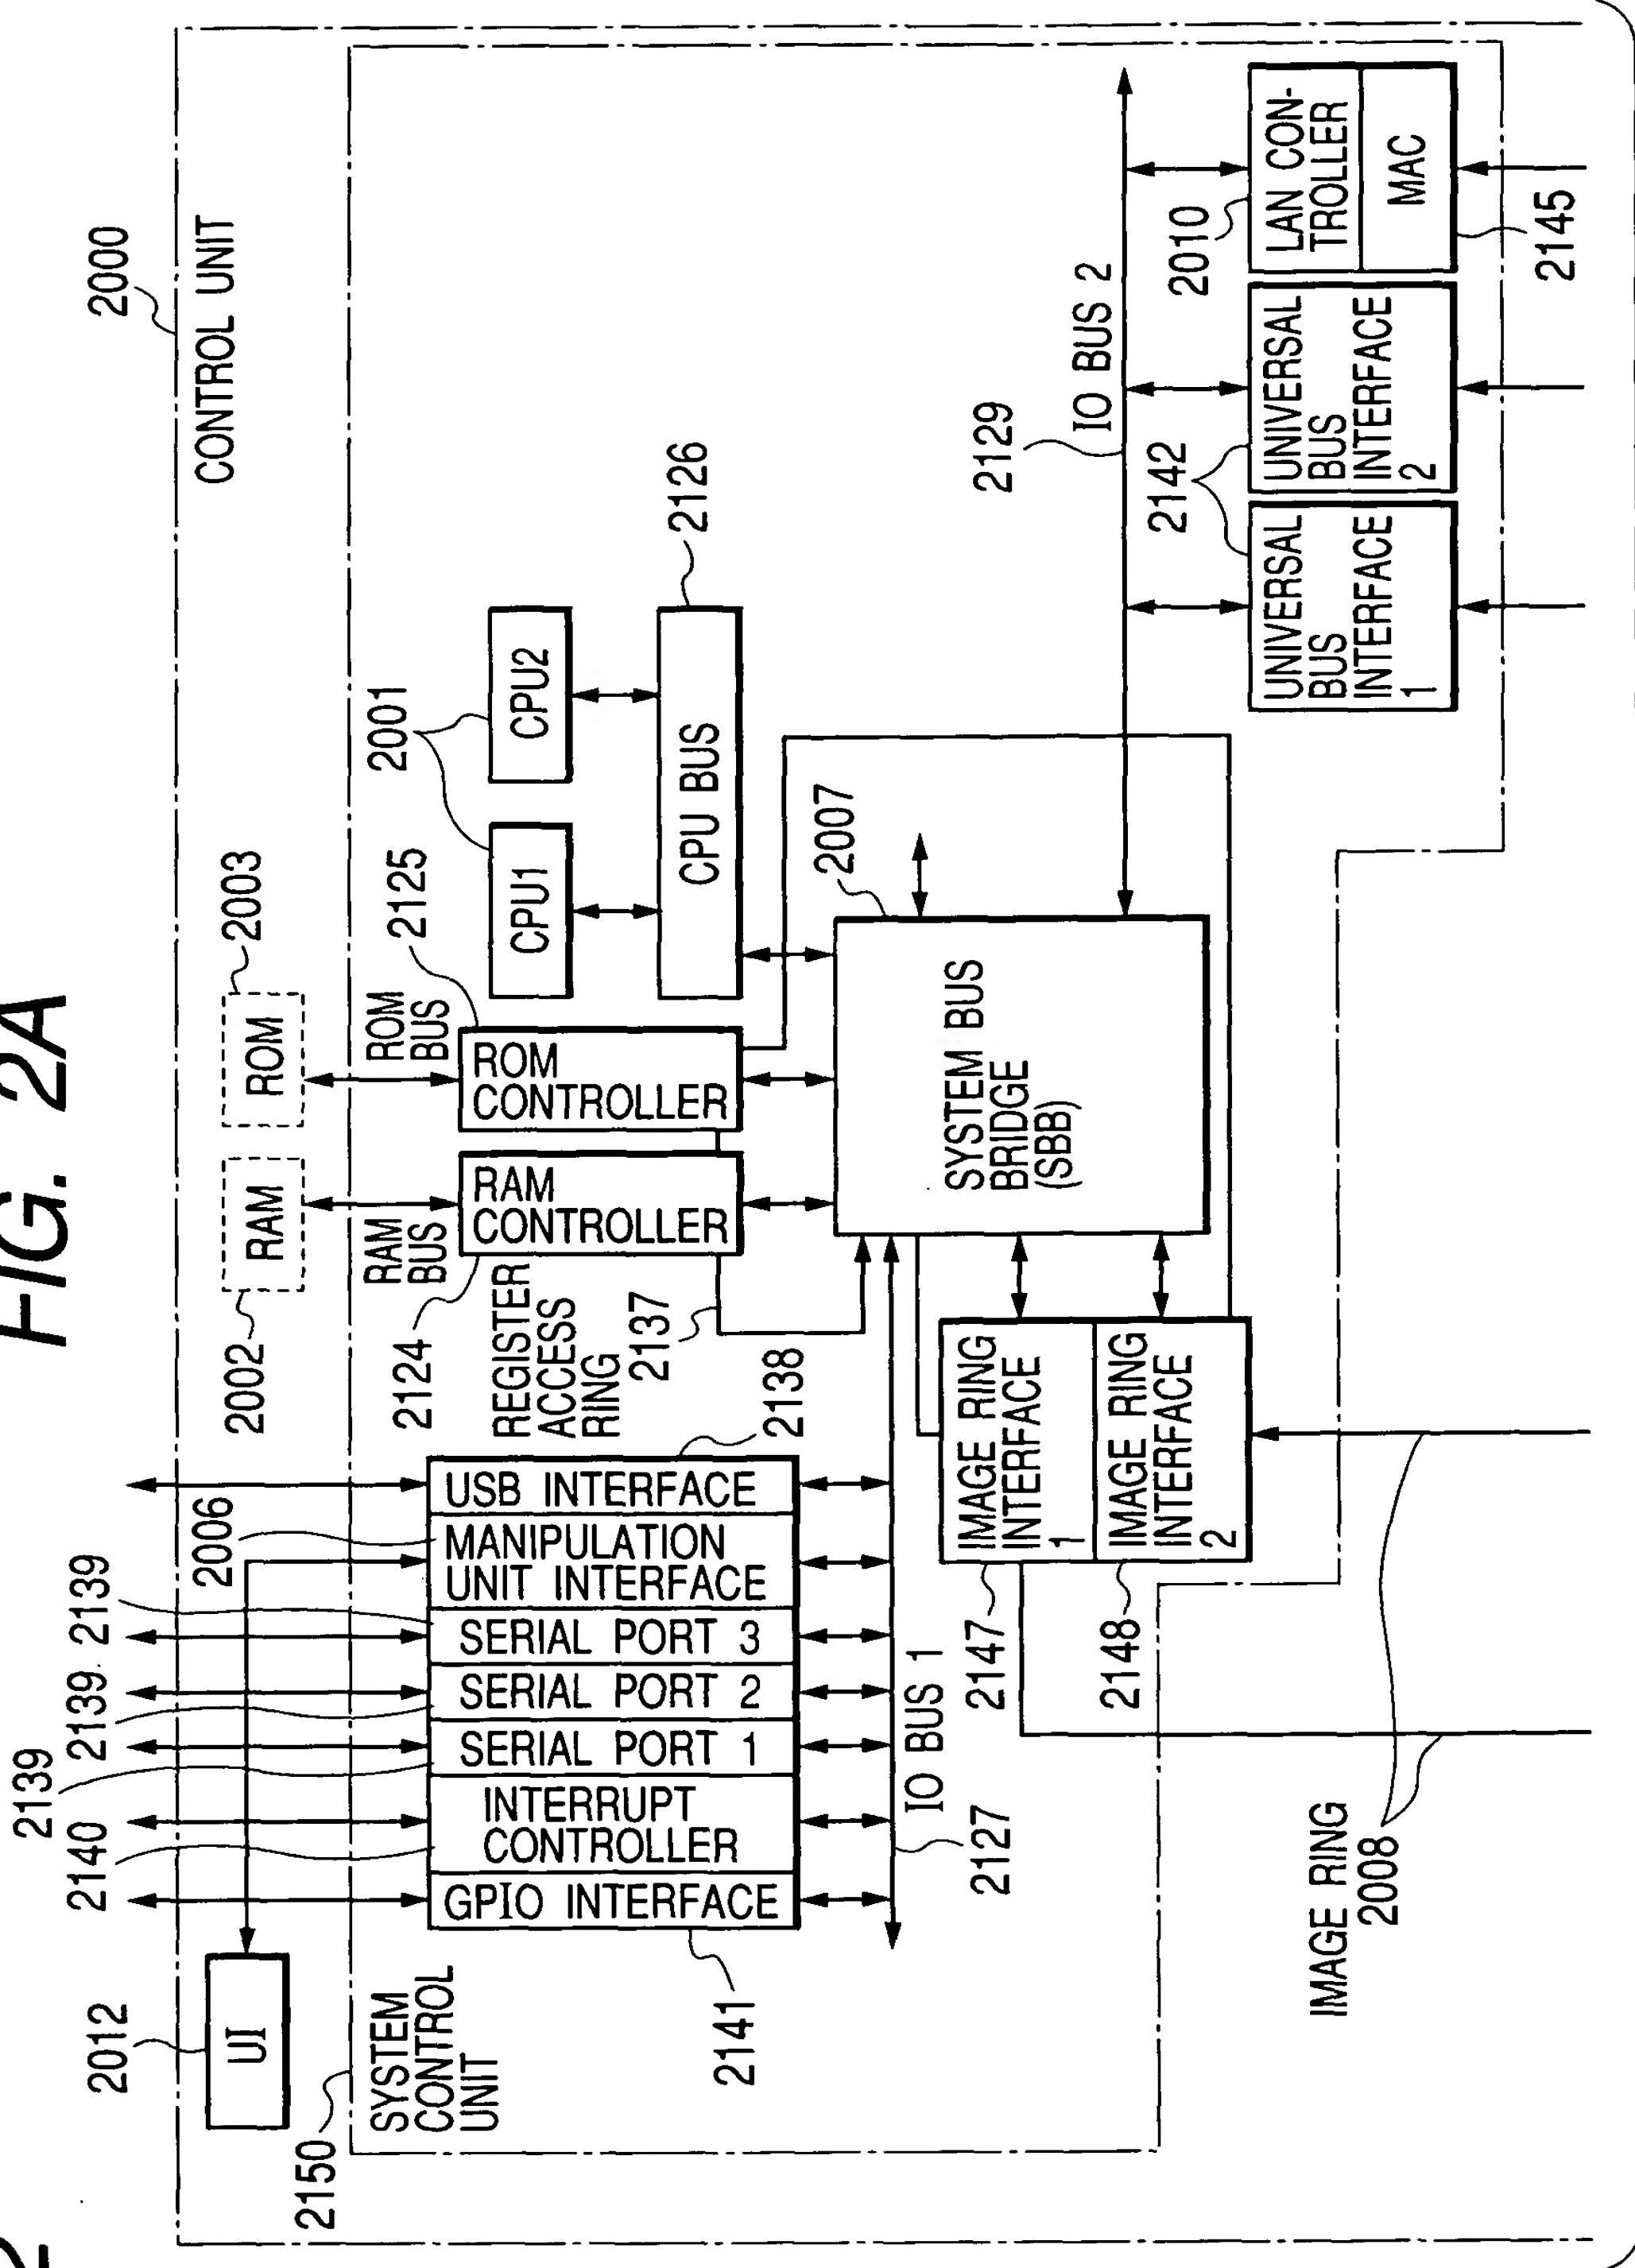 FIG. 2A
2000
CONTROL UNIT
2012
UI
2150
SYSTEM
CONTROL
UNIT
2139
2140
2139
2139
2006
2002
RAM
2003
ROM
RAM
BUS
ROM
BUS
2124
2125
2001
RAM
CONTROLLER
ROM
CONTROLLER
CPU1
CPU2
CPU BUS
2126
REGISTER
ACCESS
RING
2137
2138
GPIO INTERFACE
INTERRUPT
CONTROLLER
SERIAL PORT 1
SERIAL PORT 2
SERIAL PORT 3
MANIPULATION
UNIT INTERFACE
USB INTERFACE
2141
IO BUS 1
2127
2007
SYSTEM BUS
BRIDGE
(SBB)
2129
IO BUS 2
2147
2148
IMAGE RING
INTERFACE
1
IMAGE RING
INTERFACE
2
2142
2010
UNIVERSAL
BUS
INTERFACE
1
UNIVERSAL
BUS
INTERFACE
2
LAN CON-
TROLLER
MAC
2145
IMAGE RING
2008